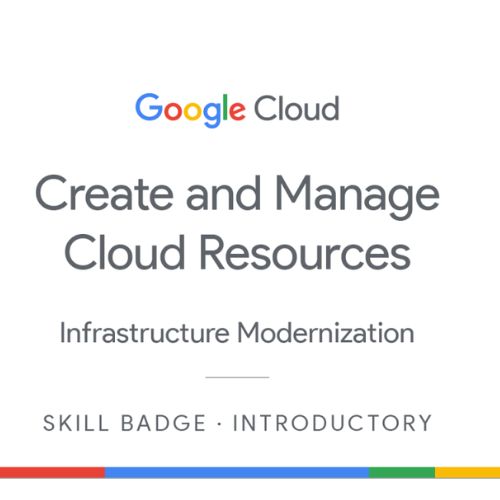 Google Cloud
Create and Manage
Cloud Resources
Infrastructure Modernization
SKILL BADGE · INTRODUCTORY